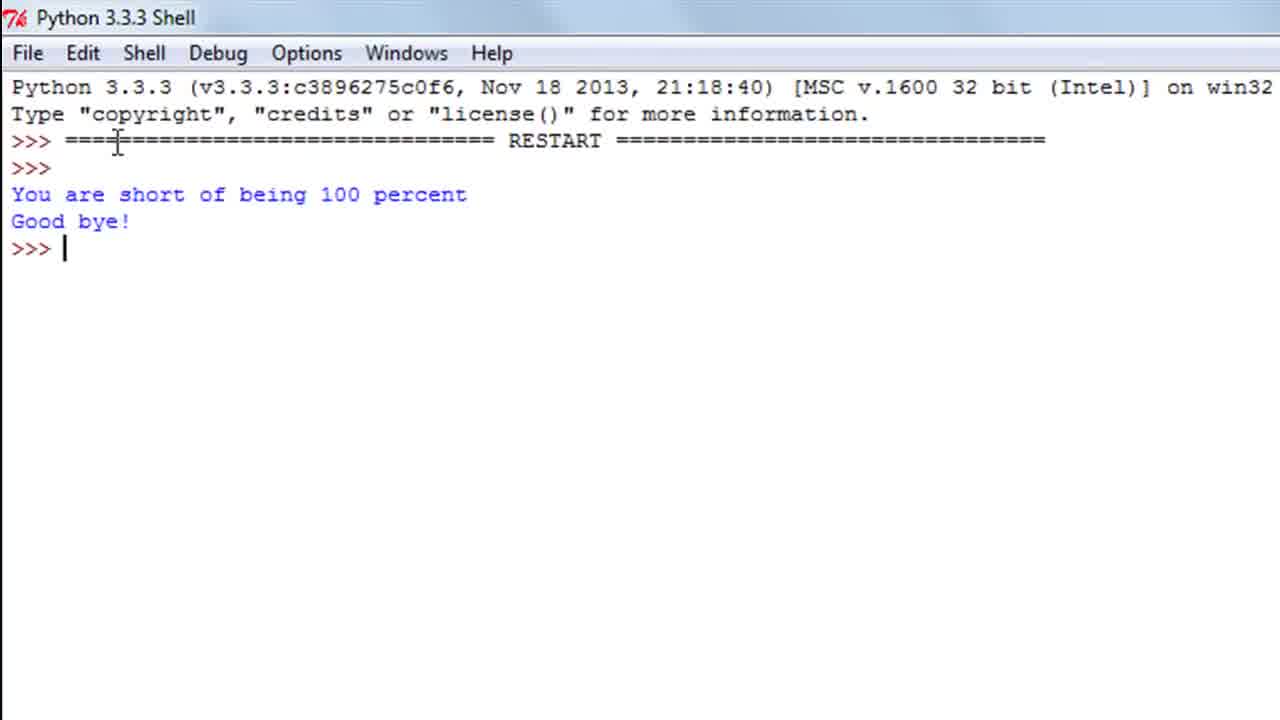 Python 3.3.3 Shell
File Edit Shell Debug Options Windows Help
Python 3.3.3 (v3.3.3:c3896275c0f6, Nov 18 2013, 21:18:40) [MSC v.1600 32 bit (Intel)] on win32
Type "copyright", "credits" or "license()" for more information.
>>> ================================ RESTART ================================
>>>
You are short of being 100 percent
Good bye!
>>>